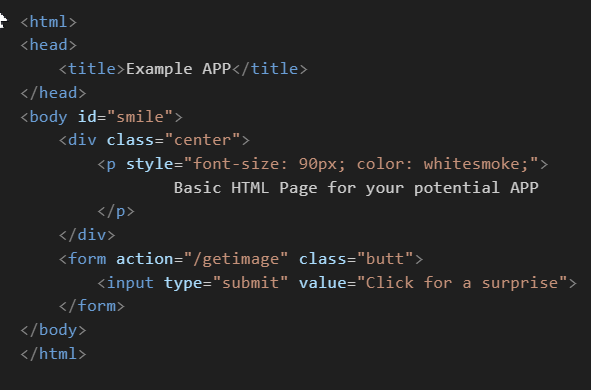 <html>
<head>
    <title>Example APP</title>
</head>
<body id="smile">
    <div class="center">
        <p style="font-size: 90px; color: whitesmoke;">
                Basic HTML Page for your potential APP
        </p>
    </div>
    <form action="/getimage" class="butt">
        <input type="submit" value="Click for a surprise">
    </form>
</body>
</html>